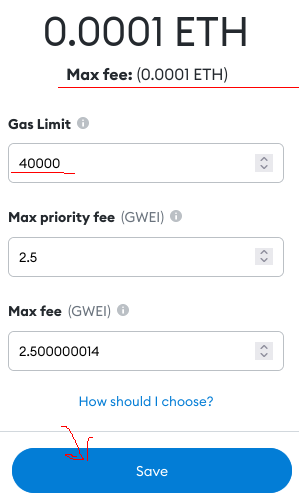 0.0001 ETH
Max fee: (0.0001 ETH)
Gas Limit
40000
Max priority fee (GWEI)
2.5
Max fee (GWEI)
2.500000014
How should I choose?
Save